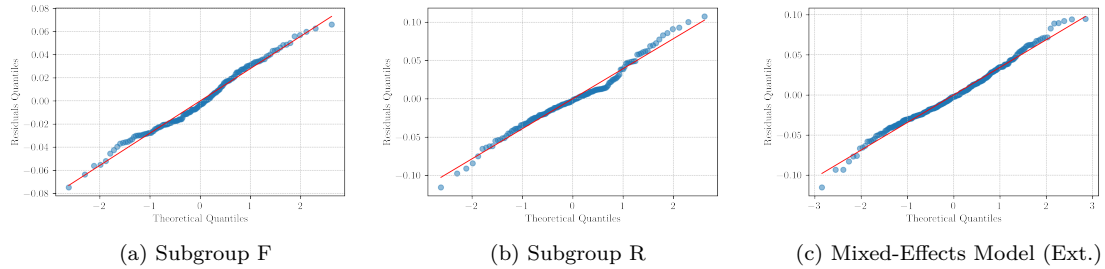 0.08
0.06
0.04
0.02
0.00
−0.02
−0.04
−0.06
−0.08
Residuals Quantiles
−2 −1 0 1 2
Theoretical Quantiles
(a) Subgroup F
0.10
0.05
0.00
−0.05
−0.10
Residuals Quantiles
−2 −1 0 1 2
Theoretical Quantiles
(b) Subgroup R
0.10
0.05
0.00
−0.05
−0.10
Residuals Quantiles
−3 −2 −1 0 1 2 3
Theoretical Quantiles
(c) Mixed-Effects Model (Ext.)